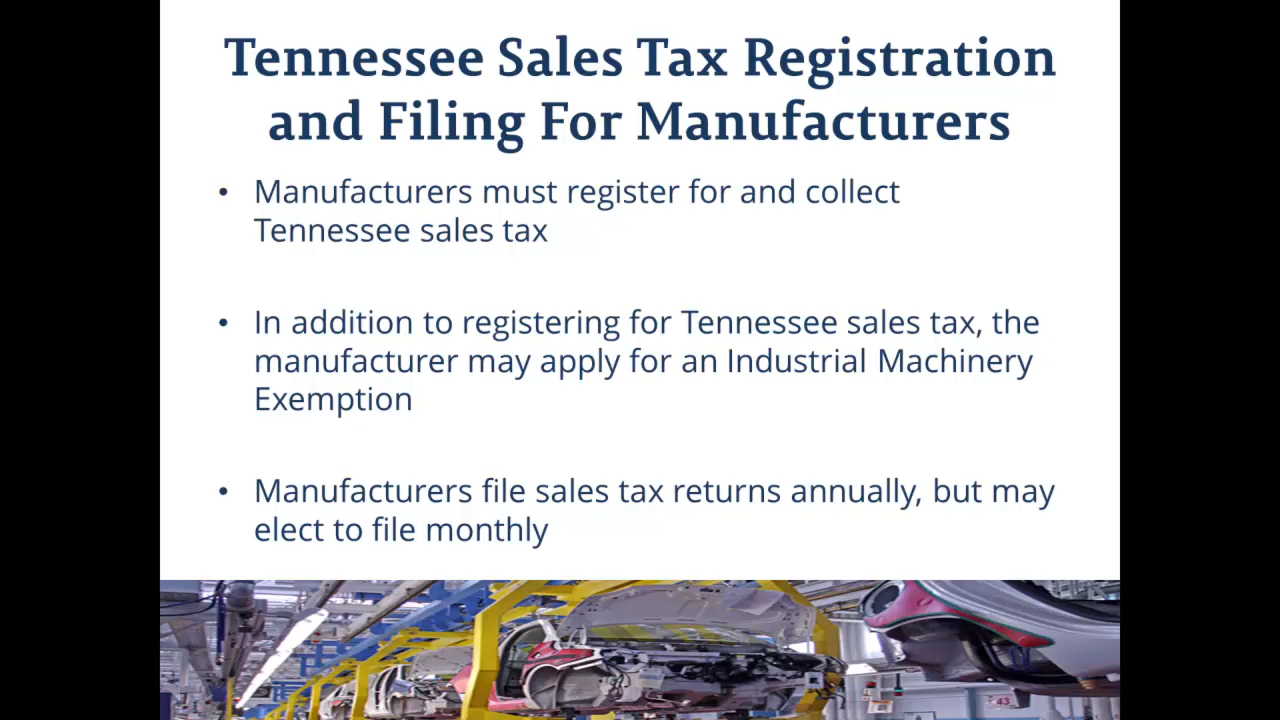 Tennessee Sales Tax Registration
and Filing For Manufacturers
• Manufacturers must register for and collect
Tennessee sales tax
• In addition to registering for Tennessee sales tax, the
manufacturer may apply for an Industrial Machinery
Exemption
• Manufacturers file sales tax returns annually, but may
elect to file monthly
43